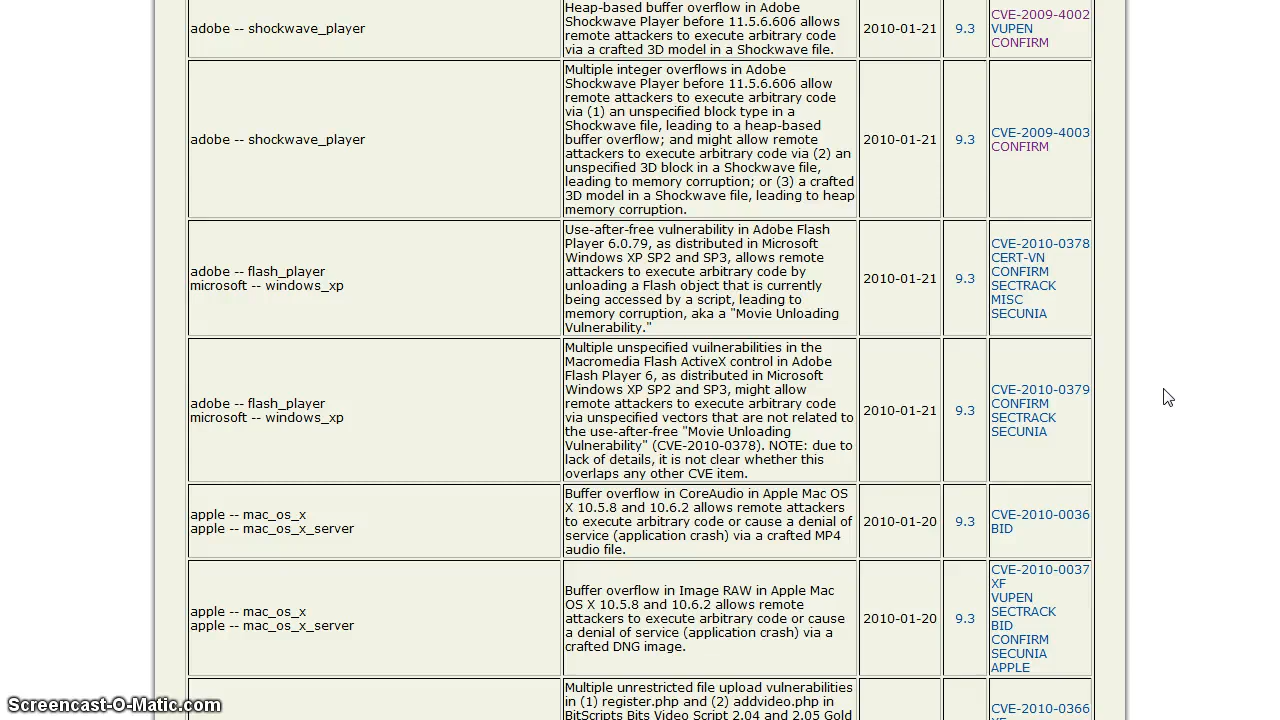 adobe -- shockwave_player
Heap-based buffer overflow in Adobe
Shockwave Player before 11.5.6.606 allows
remote attackers to execute arbitrary code
via a crafted 3D model in a Shockwave file.
2010-01-21
9.3
CVE-2009-4002
VUPEN
CONFIRM
adobe -- shockwave_player
Multiple integer overflows in Adobe
Shockwave Player before 11.5.6.606 allow
remote attackers to execute arbitrary code
via (1) an unspecified block type in a
Shockwave file, leading to a heap-based
buffer overflow; and might allow remote
attackers to execute arbitrary code via (2) an
unspecified 3D block in a Shockwave file,
leading to memory corruption; or (3) a crafted
3D model in a Shockwave file, leading to heap
memory corruption.
2010-01-21
9.3
CVE-2009-4003
CONFIRM
adobe -- flash_player
microsoft -- windows_xp
Use-after-free vulnerability in Adobe Flash
Player 6.0.79, as distributed in Microsoft
Windows XP SP2 and SP3, allows remote
attackers to execute arbitrary code by
unloading a Flash object that is currently
being accessed by a script, leading to
memory corruption, aka a "Movie Unloading
Vulnerability."
2010-01-21
9.3
CVE-2010-0378
CERT-VN
CONFIRM
SECTRACK
MISC
SECUNIA
adobe -- flash_player
microsoft -- windows_xp
Multiple unspecified vuilnerabilities in the
Macromedia Flash ActiveX control in Adobe
Flash Player 6, as distributed in Microsoft
Windows XP SP2 and SP3, might allow
remote attackers to execute arbitrary code
via unspecified vectors that are not related to
the use-after-free "Movie Unloading
Vulnerability" (CVE-2010-0378). NOTE: due to
lack of details, it is not clear whether this
overlaps any other CVE item.
2010-01-21
9.3
CVE-2010-0379
CONFIRM
SECTRACK
SECUNIA
apple -- mac_os_x
apple -- mac_os_x_server
Buffer overflow in CoreAudio in Apple Mac OS
X 10.5.8 and 10.6.2 allows remote attackers
to execute arbitrary code or cause a denial of
service (application crash) via a crafted MP4
audio file.
2010-01-20
9.3
CVE-2010-0036
BID
apple -- mac_os_x
apple -- mac_os_x_server
Buffer overflow in Image RAW in Apple Mac
OS X 10.5.8 and 10.6.2 allows remote
attackers to execute arbitrary code or cause
a denial of service (application crash) via a
crafted DNG image.
2010-01-20
9.3
CVE-2010-0037
XF
VUPEN
SECTRACK
BID
CONFIRM
SECUNIA
APPLE
Multiple unrestricted file upload vulnerabilities
in (1) register.php and (2) addvideo.php in
BitScripts Bits Video Script 2.04 and 2.05 Gold
CVE-2010-0366
Screencast-O-Matic.com